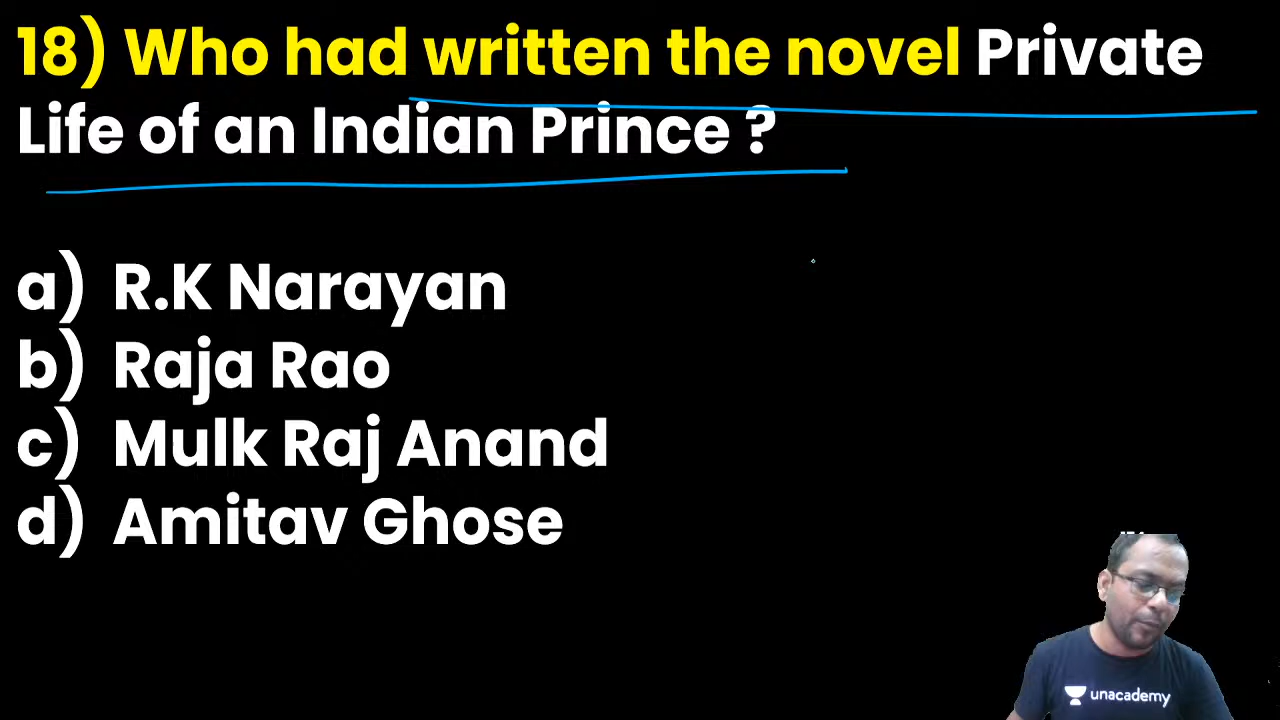 18) Who had written the novel Private
Life of an Indian Prince ?
a) R.K Narayan
b) Raja Rao
c) Mulk Raj Anand
d) Amitav Ghose
unacademy